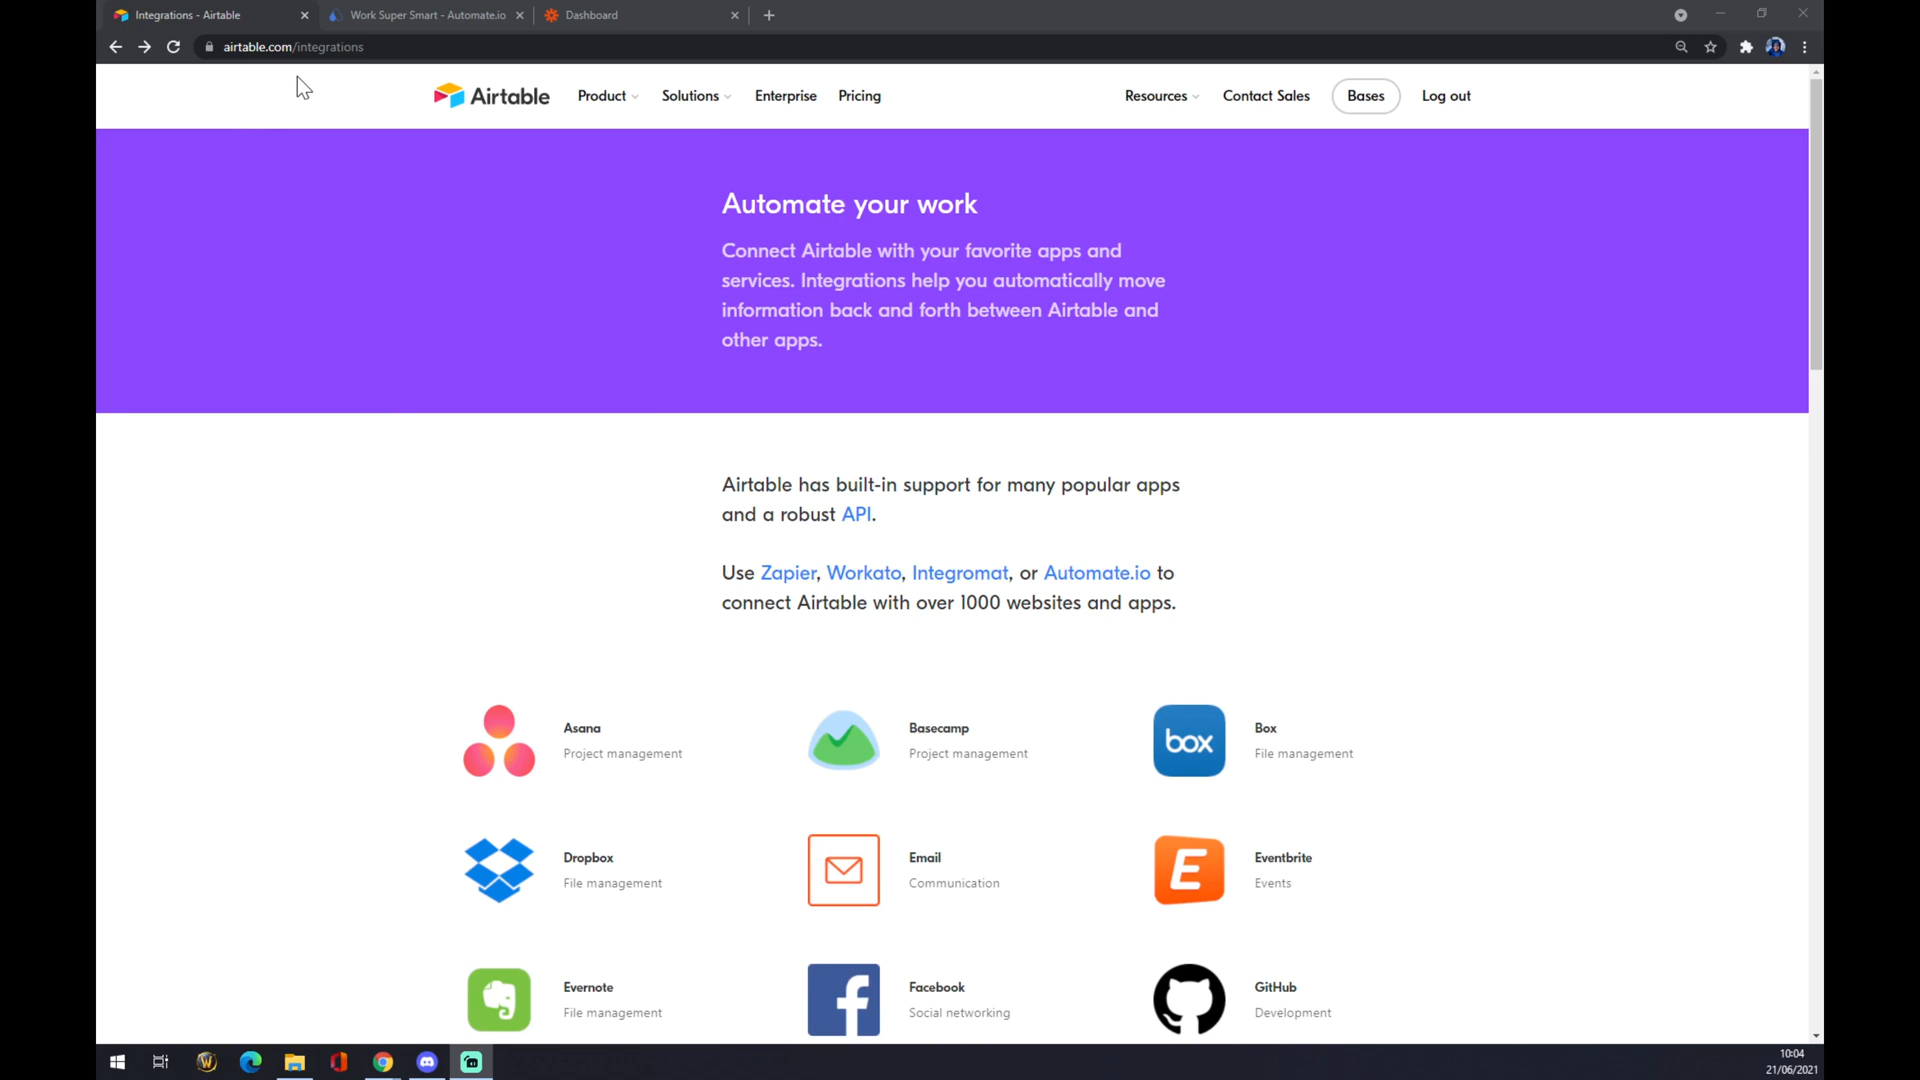 Integrations - Airtable
Work Super Smart - Automate.io
Dashboard
airtable.com/integrations
Airtable
Product
Solutions
Enterprise
Pricing
Resources
Contact Sales
Bases
Log out
Automate your work
Connect Airtable with your favorite apps and
services. Integrations help you automatically move
information back and forth between Airtable and
other apps.
Airtable has built-in support for many popular apps
and a robust API.
Use Zapier, Workato, Integromat, or Automate.io to
connect Airtable with over 1000 websites and apps.
Asana
Project management
Basecamp
Project management
box
Box
File management
Dropbox
File management
Email
Communication
E
Eventbrite
Events
Evernote
File management
f
Facebook
Social networking
GitHub
Development
W
10:04
21/06/2021